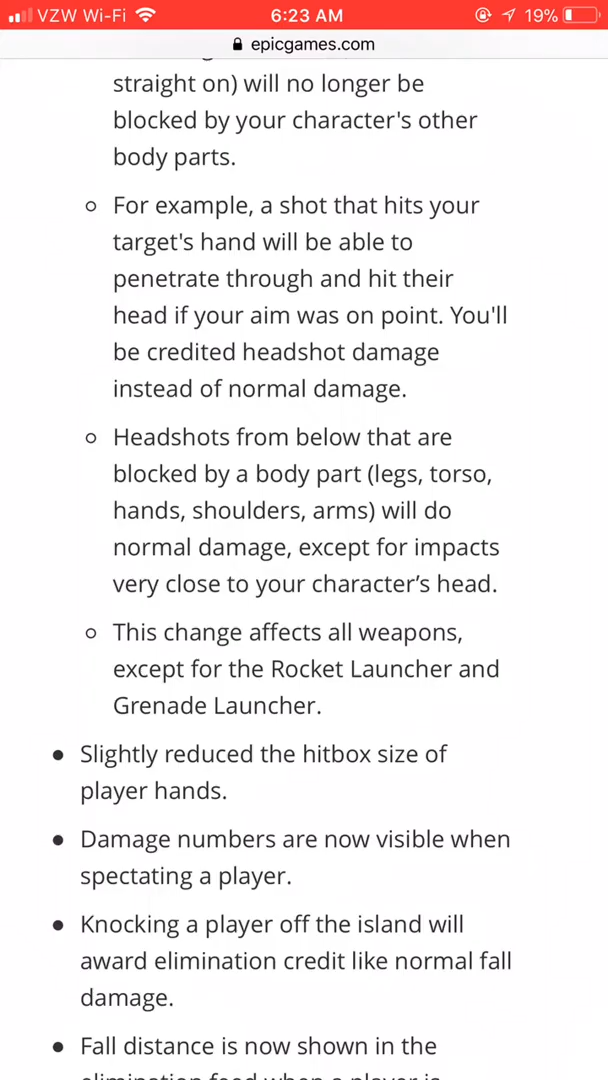 VZW Wi-Fi 6:23 AM 19%
epicgames.com
straight on) will no longer be
blocked by your character's other
body parts.
For example, a shot that hits your
target's hand will be able to
penetrate through and hit their
head if your aim was on point. You'll
be credited headshot damage
instead of normal damage.
Headshots from below that are
blocked by a body part (legs, torso,
hands, shoulders, arms) will do
normal damage, except for impacts
very close to your character’s head.
This change affects all weapons,
except for the Rocket Launcher and
Grenade Launcher.
Slightly reduced the hitbox size of
player hands.
Damage numbers are now visible when
spectating a player.
Knocking a player off the island will
award elimination credit like normal fall
damage.
Fall distance is now shown in the
elimination feed when a player is